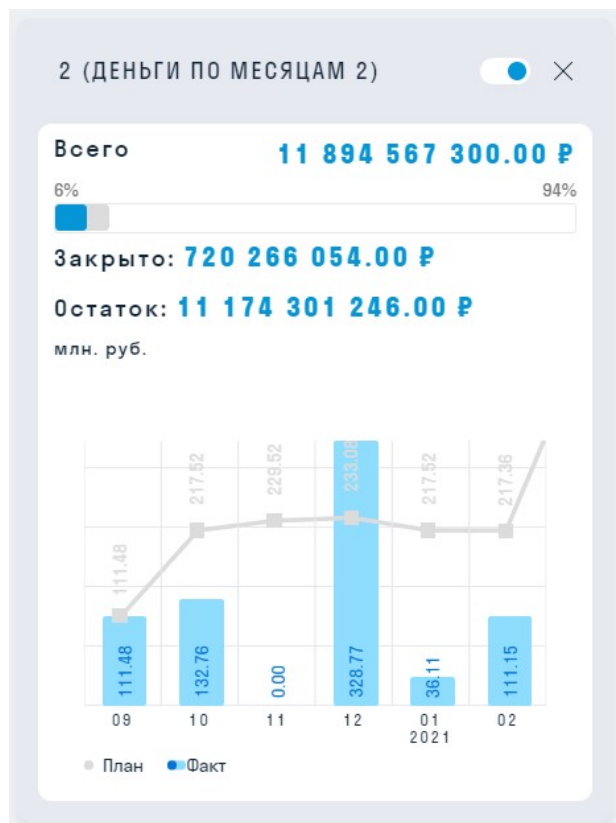 2 (ДЕНЬГИ ПО МЕСЯЦАМ 2)
Всего 11 894 567 300.00 ₽
6% 94%
Закрыто: 720 266 054.00 ₽
Остаток: 11 174 301 246.00 ₽
млн. руб.
111.48 217.52 229.52 233.08 217.52 217.36
111.48 132.76 0.00 328.77 36.11 111.15
09 10 11 12 01 02
2021
План Факт